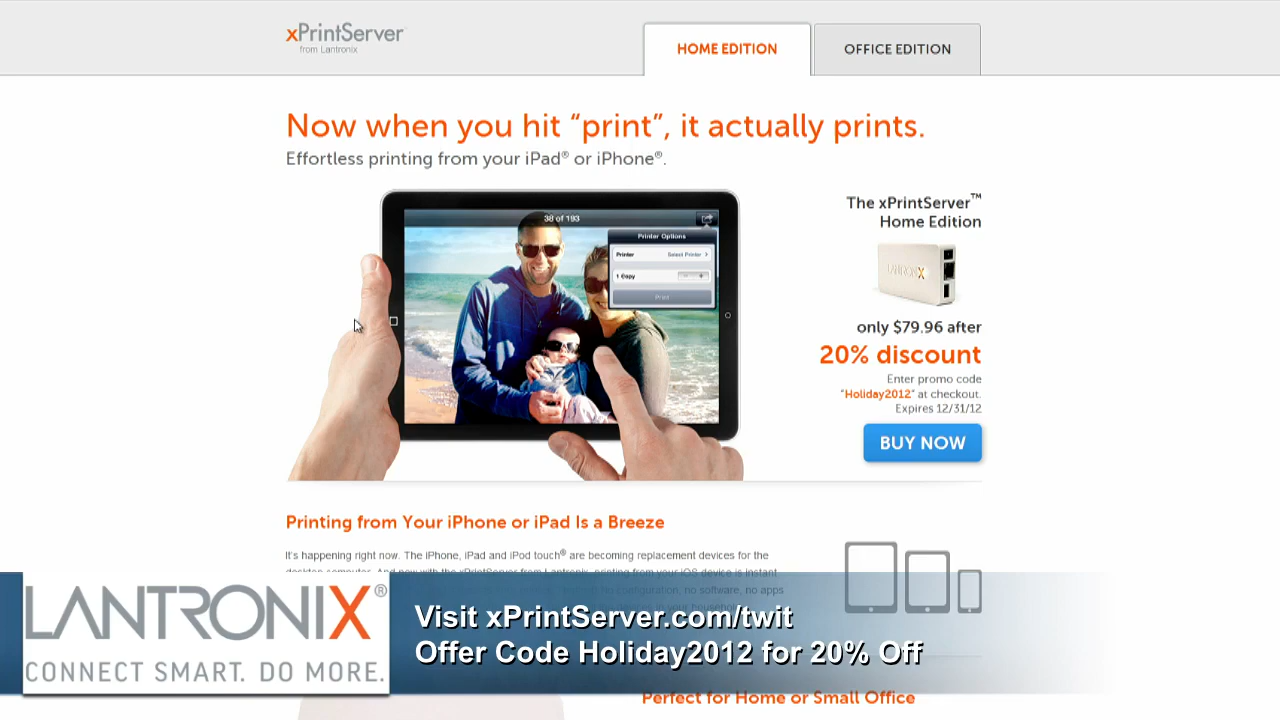 xPrintServer
from Lantronix
HOME EDITION
OFFICE EDITION
Now when you hit “print”, it actually prints.
Effortless printing from your iPad® or iPhone®.
38 of 193
Printer Options
Printer Select Printer >
1 Copy
Print
The xPrintServer™
Home Edition
LANTRONIX
only $79.96 after
20% discount
Enter promo code
“Holiday2012” at checkout.
Expires 12/31/12
BUY NOW
Printing from Your iPhone or iPad Is a Breeze
It's happening right now. The iPhone, iPad and iPod touch® are becoming replacement devices for the
LANTRONIX®
CONNECT SMART. DO MORE.
Visit xPrintServer.com/twit
Offer Code Holiday2012 for 20% Off
Perfect for Home or Small Office